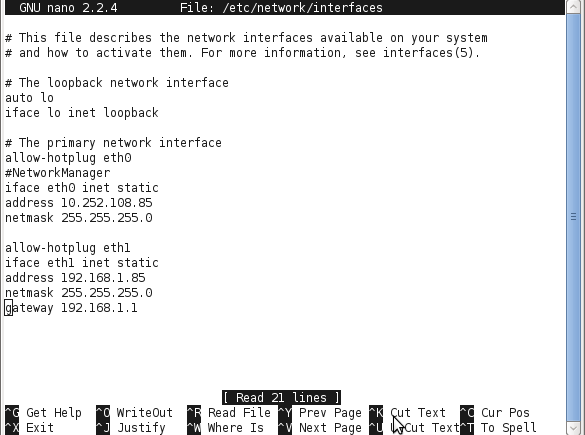 GNU nano 2.2.4 File: /etc/network/interfaces
# This file describes the network interfaces available on your system
# and how to activate them. For more information, see interfaces(5).
# The loopback network interface
auto lo
iface lo inet loopback
# The primary network interface
allow-hotplug eth0
#NetworkManager
iface eth0 inet static
address 10.252.108.85
netmask 255.255.255.0
allow-hotplug eth1
iface eth1 inet static
address 192.168.1.85
netmask 255.255.255.0
gateway 192.168.1.1
[ Read 21 lines ]
^G Get Help ^O WriteOut ^R Read File ^Y Prev Page ^K Cut Text ^C Cur Pos
^X Exit ^J Justify ^W Where Is ^V Next Page ^U UnCut Text ^T To Spell